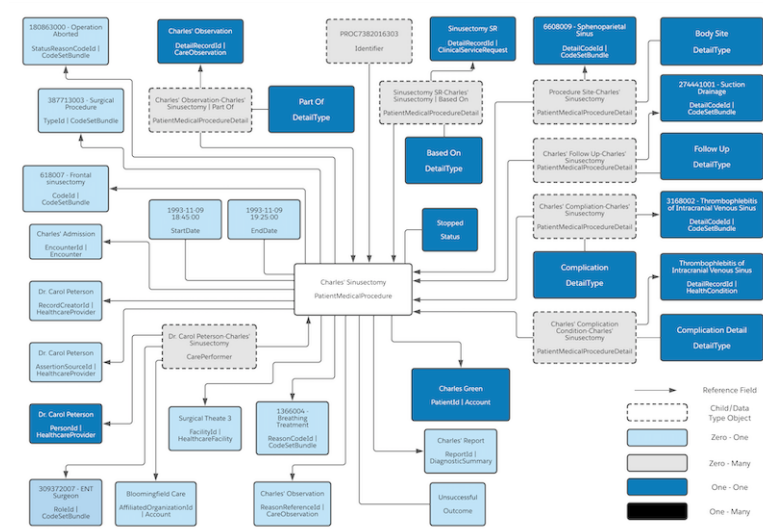 180863000 - Operation
Aborted
StatusReasonCodeId |
CodeSetBundle
Charles' Observation
DetailRecordId |
CareObservation
PROC7382016303
Identifier
Sinusectomy SR
DetailRecordId |
ClinicalServiceRequest
6608009 - Sphenoparietal
Sinus
DetailCodeId |
CodeSetBundle
Body Site
DetailType
387713003 - Surgical
Procedure
TypeId | CodeSetBundle
Charles' Observation-Charles'
Sinusectomy | Part Of
PatientMedicalProcedureDetail
Part Of
DetailType
Sinusectomy SR-Charles'
Sinusectomy | Based On
PatientMedicalProcedureDetail
Procedure Site-Charles'
Sinusectomy
PatientMedicalProcedureDetail
274441001 - Suction
Drainage
DetailCodeId |
CodeSetBundle
Based On
DetailType
Charles' Follow Up-Charles'
Sinusectomy
PatientMedicalProcedureDetail
Follow Up
DetailType
618007 - Frontal
sinusectomy
CodeId |
CodeSetBundle
1993-11-09
18:45:00
StartDate
1993-11-09
19:25:00
EndDate
Stopped
Status
Charles' Compliation-Charles'
Sinusectomy
PatientMedicalProcedureDetail
3168002 - Thrombophlebitis
of Intracranial Venous Sinus
DetailCodeId |
CodeSetBundle
Charles' Admission
EncounterId |
Encounter
Charles' Sinusectomy
PatientMedicalProcedure
Complication
DetailType
Thrombophlebitis of
Intracranial Venous Sinus
DetailRecordId |
HealthCondition
Dr. Carol Peterson
RecordCreatorId |
HealthcareProvider
Dr. Carol Peterson-Charles'
Sinusectomy
CarePerformer
Charles' Complication
Condition-Charles'
Sinusectomy
PatientMedicalProcedureDetail
Complication Detail
DetailType
Dr. Carol Peterson
AssertionSourceId |
HealthcareProvider
Charles Green
PatientId | Account
Dr. Carol Peterson
PersonId |
HealthcareProvider
Surgical Theate 3
FacilityId |
HealthcareFacility
1366004 -
Breathing
Treatment
ReasonCodeId |
CodeSetBundle
Charles' Report
ReportId |
DiagnosticSummary
309372007 - ENT
Surgeon
RoleId |
CodeSetBundle
Bloomingfield Care
AffiliatedOrganizationId
| Account
Charles' Observation
ReasonReferenceId |
CareObservation
Unsuccessful
Outcome
Reference Field
Child/Data
Type Object
Zero - One
Zero - Many
One - One
One - Many